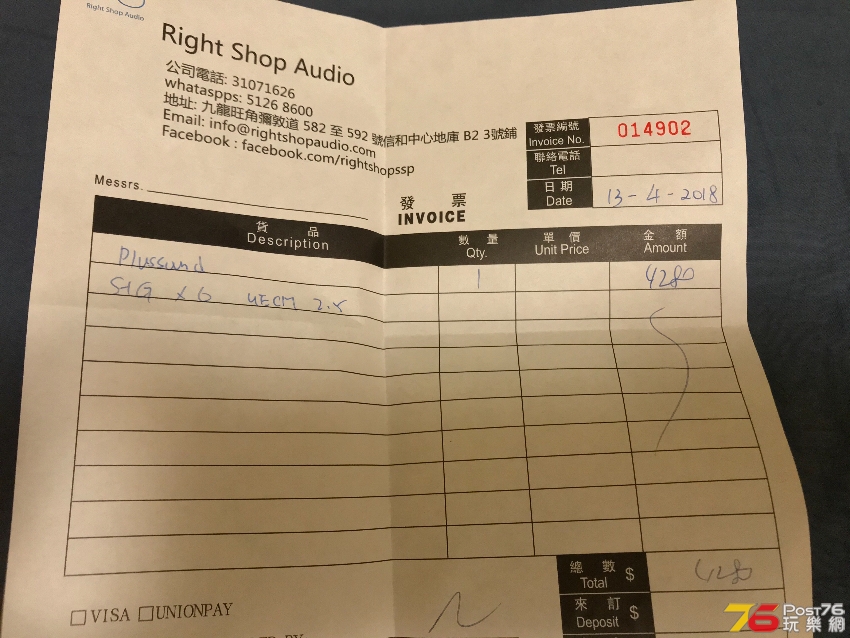 Right Shop Audio
Right Shop Audio
公司電話: 31071626
whataspps: 5126 8600
地址: 九龍旺角彌敦道 582 至 592 號信和中心地庫 B2 3號鋪
Email: info@rightshopaudio.com
Facebook : facebook.com/rightshopssp
發票編號
Invoice No. 014902
聯絡電話
Tel
日期
Date 13-4-2018
Messrs.
發 票
INVOICE
貨 品 數 量 單 價 金 額
Description Qty. Unit Price Amount
Plussund 1 4280
SIG x6 UECM 2.5
總 數
Total $ 4280
來 訂
Deposit $
VISA UNIONPAY
76 Post76
玩樂網